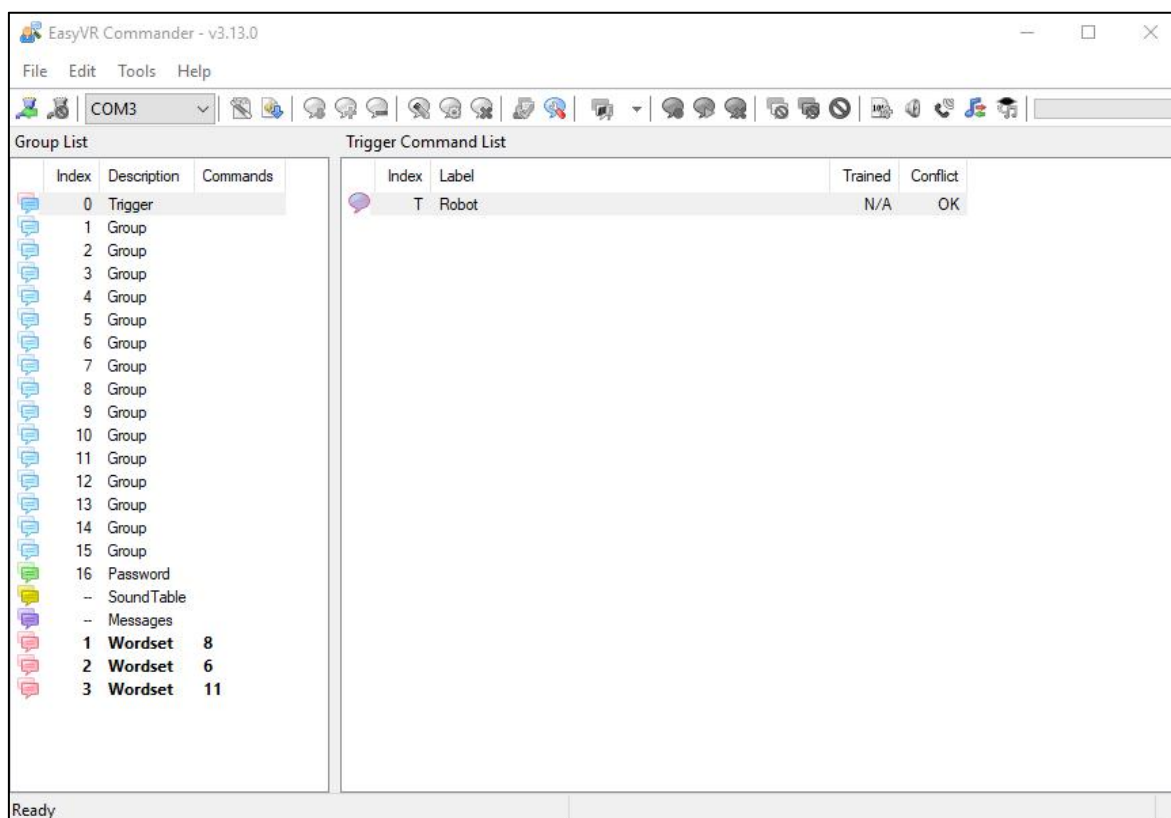 EasyVR Commander - v3.13.0
File Edit Tools Help
COM3
Group List
Index Description Commands
0 Trigger
1 Group
2 Group
3 Group
4 Group
5 Group
6 Group
7 Group
8 Group
9 Group
10 Group
11 Group
12 Group
13 Group
14 Group
15 Group
16 Password
-- SoundTable
-- Messages
1 Wordset 8
2 Wordset 6
3 Wordset 11
Trigger Command List
Index Label Trained Conflict
T Robot N/A OK
Ready